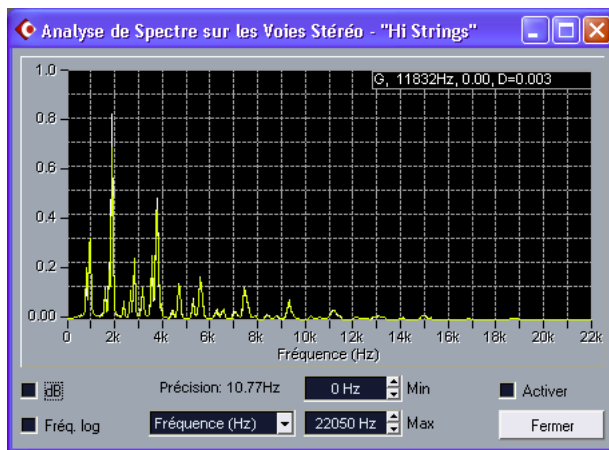 Analyse de Spectre sur les Voies Stéréo - "Hi Strings"
G, 11832Hz, 0.00, D=0.003
1.0
0.8
0.6
0.4
0.2
0.00
0 2k 4k 6k 8k 10k 12k 14k 16k 18k 20k 22k
Fréquence (Hz)
dB Précision: 10.77Hz 0 Hz Min Activer
Fréq. log Fréquence (Hz) 22050 Hz Max Fermer